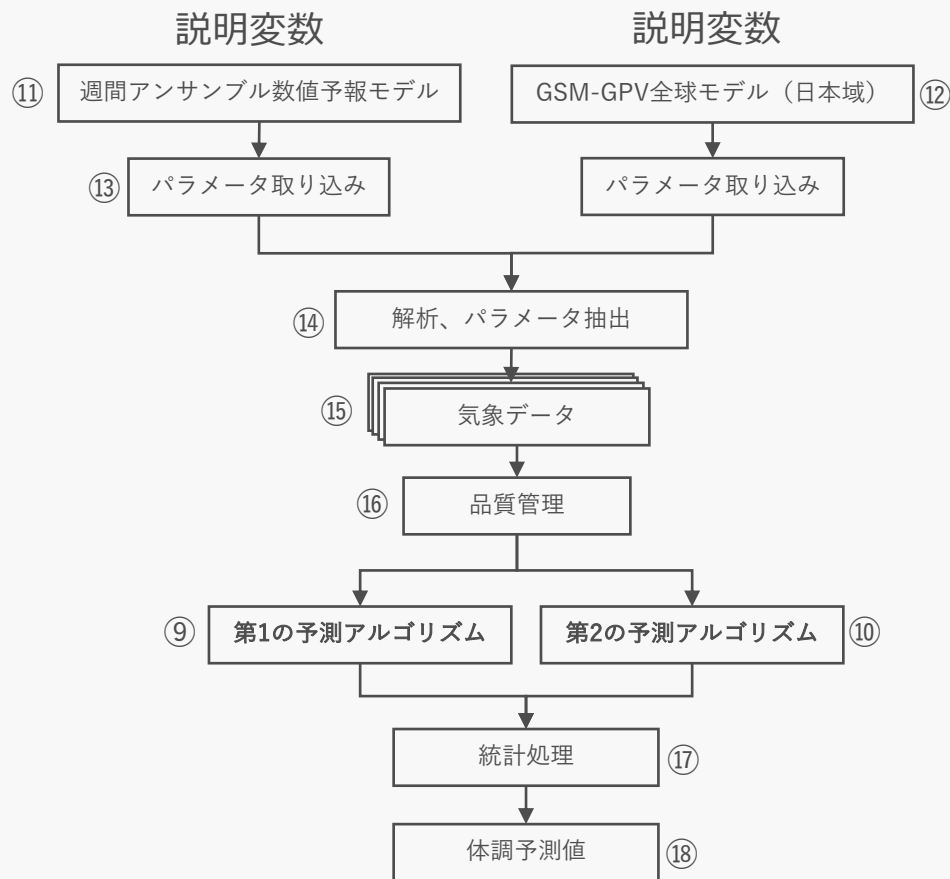 説明変数
説明変数
⑪
週間アンサンブル数値予報モデル
GSM-GPV全球モデル（日本域）
⑫
⑬
パラメータ取り込み
パラメータ取り込み
⑭
解析、パラメータ抽出
⑮
気象データ
⑯
品質管理
⑨
第1の予測アルゴリズム
第2の予測アルゴリズム
⑩
統計処理
⑰
体調予測値
⑱